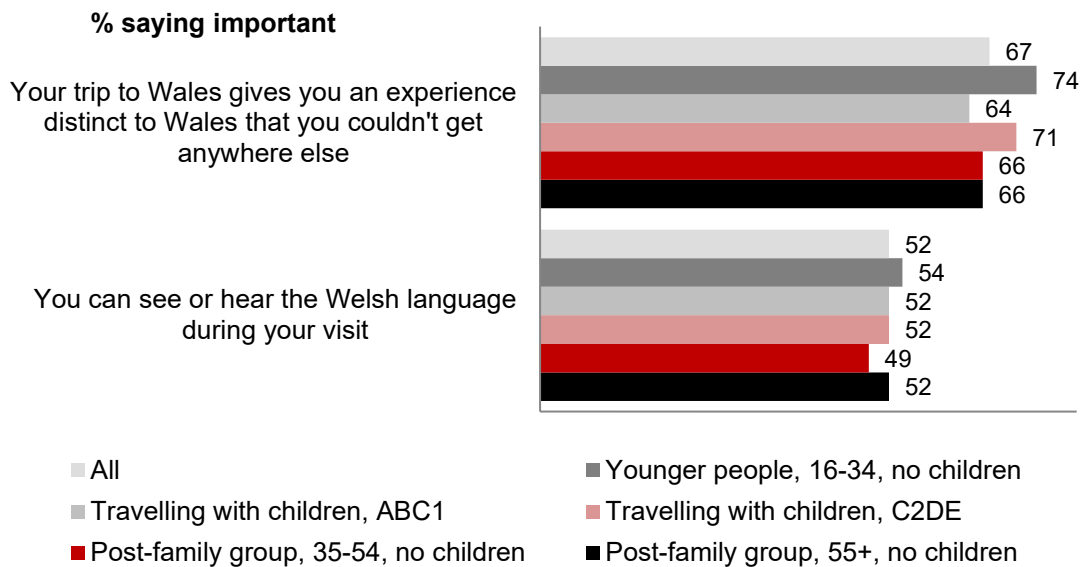 % saying important
67
74
Your trip to Wales gives you an experience
distinct to Wales that you couldn't get
anywhere else
64
71
66
66
52
54
You can see or hear the Welsh language
during your visit
52
52
49
52
All
Younger people, 16-34, no children
Travelling with children, ABC1
Travelling with children, C2DE
Post-family group, 35-54, no children
Post-family group, 55+, no children